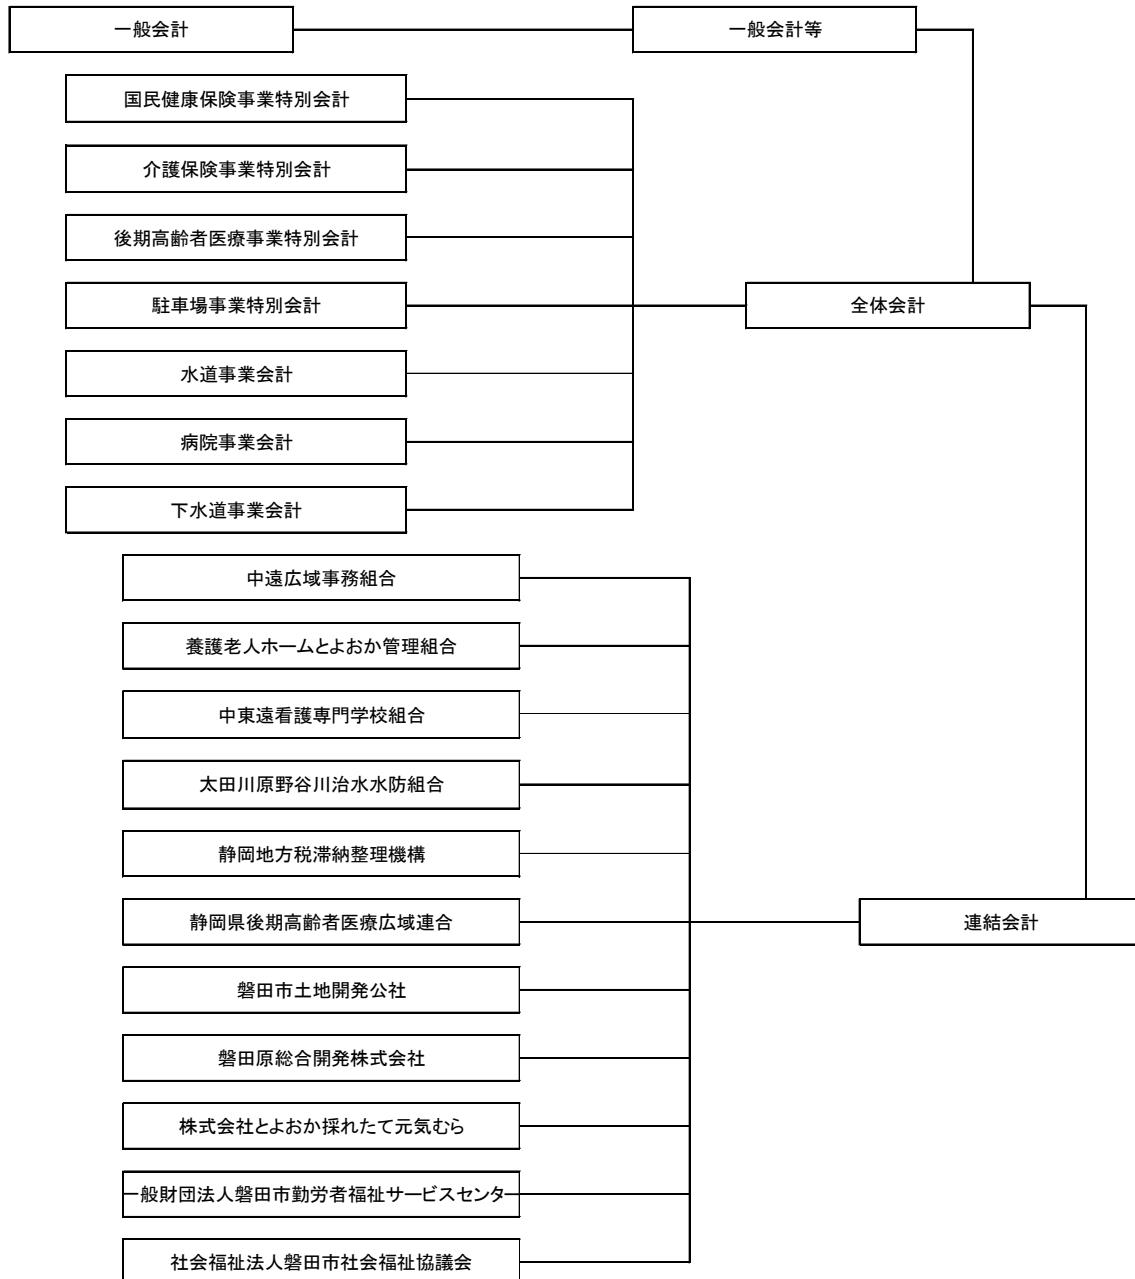 一般会計
一般会計等
国民健康保険事業特別会計
介護保険事業特別会計
後期高齢者医療事業特別会計
駐車場事業特別会計
全体会計
水道事業会計
病院事業会計
下水道事業会計
中遠広域事務組合
養護老人ホームとよおか管理組合
中東遠看護専門学校組合
太田川原野谷川治水水防組合
静岡地方税滞納整理機構
静岡県後期高齢者医療広域連合
連結会計
磐田市土地開発公社
磐田原総合開発株式会社
株式会社とよおか採れたて元気むら
一般財団法人磐田市勤労者福祉サービスセンター
社会福祉法人磐田市社会福祉協議会